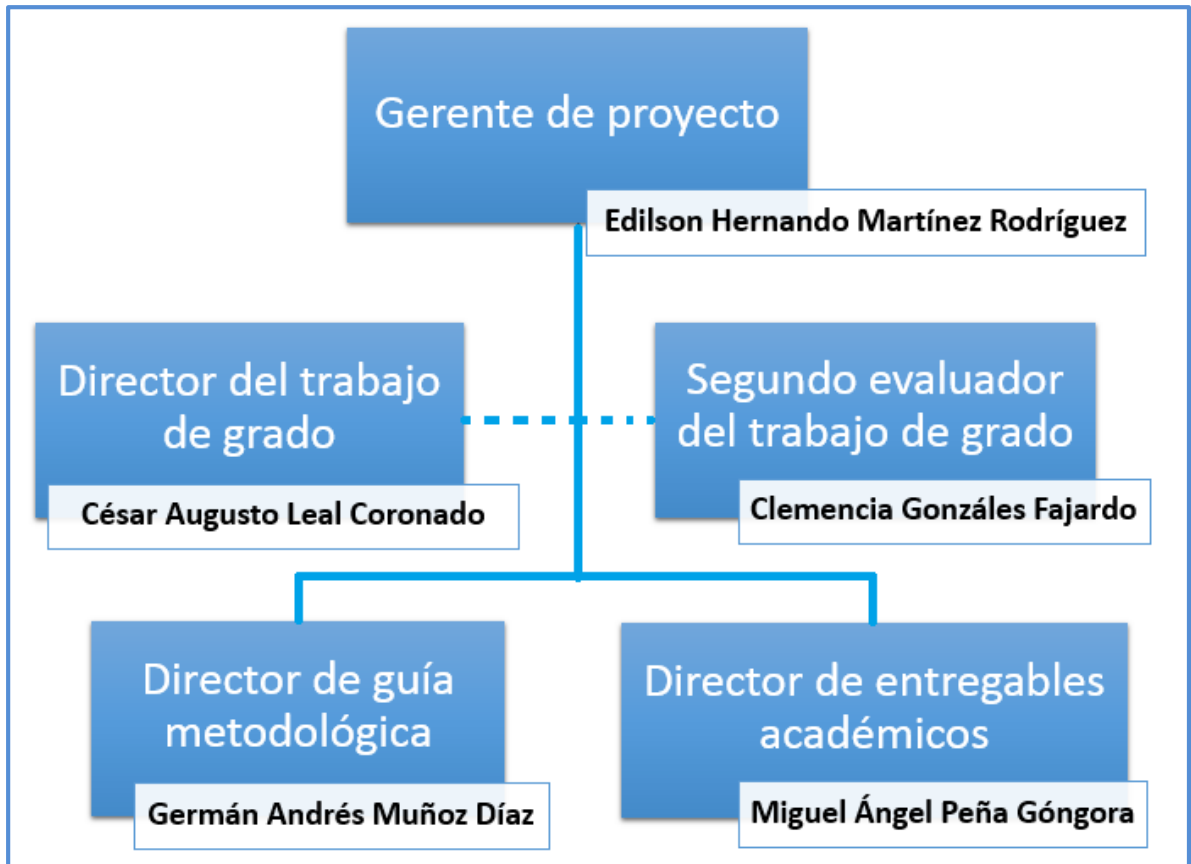 Gerente de proyecto
Edilson Hernando Martínez Rodríguez
Director del trabajo
de grado
César Augusto Leal Coronado
Segundo evaluador
del trabajo de grado
Clemencia Gonzáles Fajardo
Director de guía
metodológica
Germán Andrés Muñoz Díaz
Director de entregables
académicos
Miguel Ángel Peña Góngora